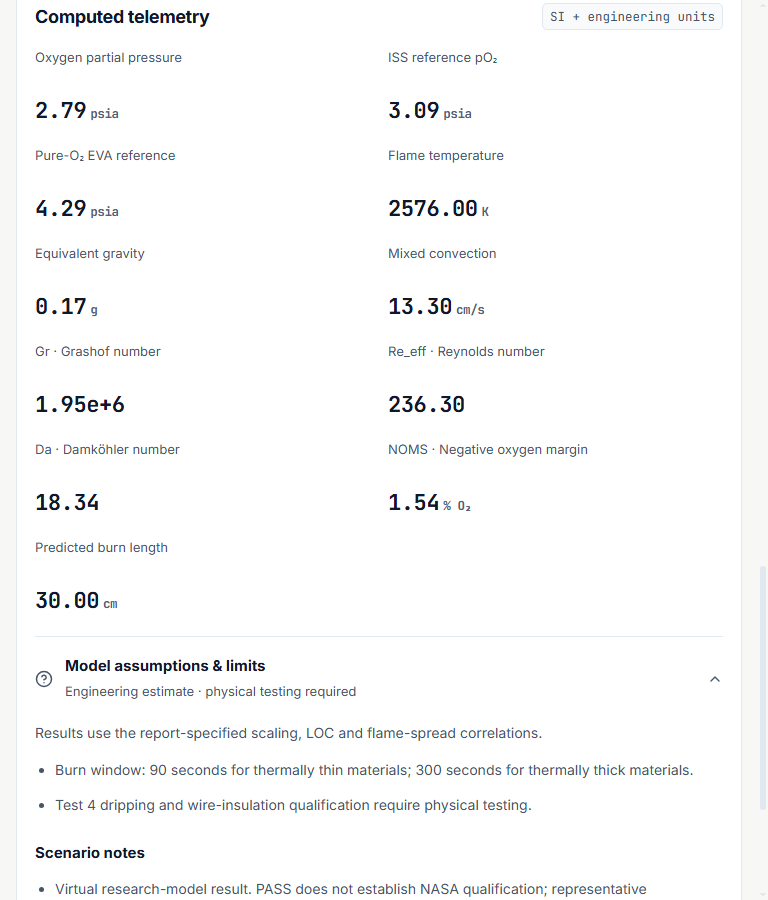 Computed telemetry
SI + engineering units
Oxygen partial pressure
ISS reference pO₂
2.79 psia
3.09 psia
Pure-O₂ EVA reference
Flame temperature
4.29 psia
2576.00 K
Equivalent gravity
Mixed convection
0.17 g
13.30 cm/s
Gr · Grashof number
Re_eff · Reynolds number
1.95e+6
236.30
Da · Damköhler number
NOMS · Negative oxygen margin
18.34
1.54 % O₂
Predicted burn length
30.00 cm
Model assumptions & limits
Engineering estimate · physical testing required
Results use the report-specified scaling, LOC and flame-spread correlations.
• Burn window: 90 seconds for thermally thin materials; 300 seconds for thermally thick materials.
• Test 4 dripping and wire-insulation qualification require physical testing.
Scenario notes
• Virtual research-model result. PASS does not establish NASA qualification; representative